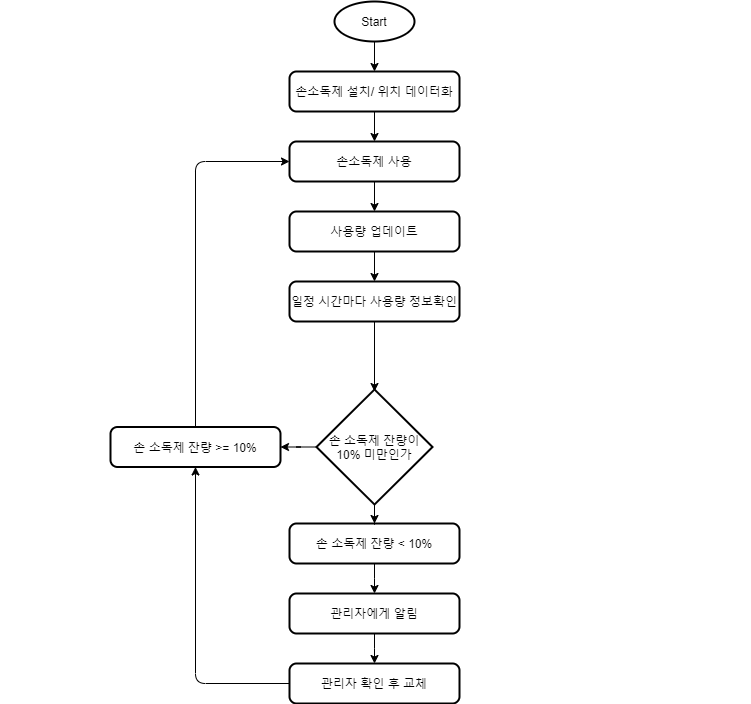 Start
손소독제 설치/ 위치 데이터화
손소독제 사용
사용량 업데이트
일정 시간마다 사용량 정보확인
손 소독제 잔량이
10% 미만인가
손 소독제 잔량 >= 10%
손 소독제 잔량 < 10%
관리자에게 알림
관리자 확인 후 교체